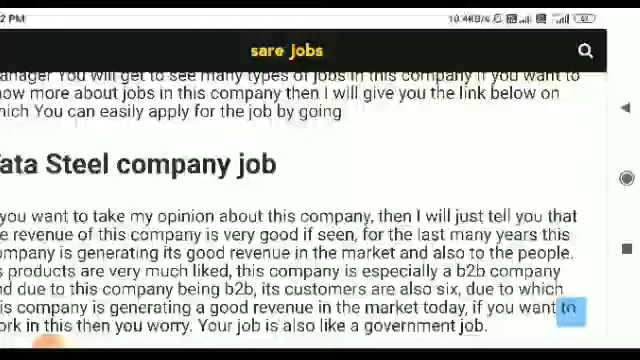 2 PM 10.4KB/s 42
sare jobs
anager You will get to see many types of jobs in this company if you want to
now more about jobs in this company then I will give you the link below on
hich You can easily apply for the job by going
Tata Steel company job
you want to take my opinion about this company, then I will just tell you that
e revenue of this company is very good if seen, for the last many years this
ompany is generating its good revenue in the market and also to the people.
s products are very much liked, this company is especially a b2b company
nd due to this company being b2b, its customers are also six, due to which
is company is generating a good revenue in the market today, if you want to
ork in this then you worry. Your job is also like a government job.